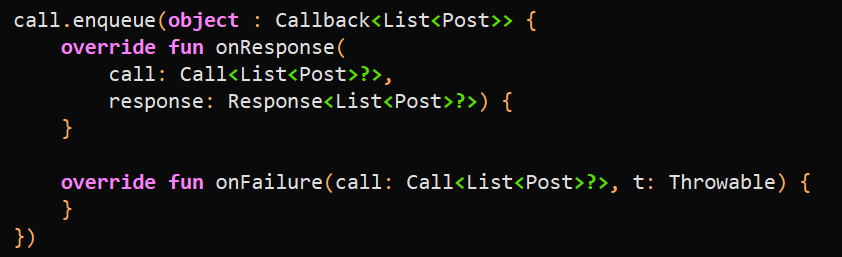 call.enqueue(object : Callback<List<Post>> {
    override fun onResponse(
        call: Call<List<Post>?>,
        response: Response<List<Post>?>) {
    }

    override fun onFailure(call: Call<List<Post>?>, t: Throwable) {
    }
})